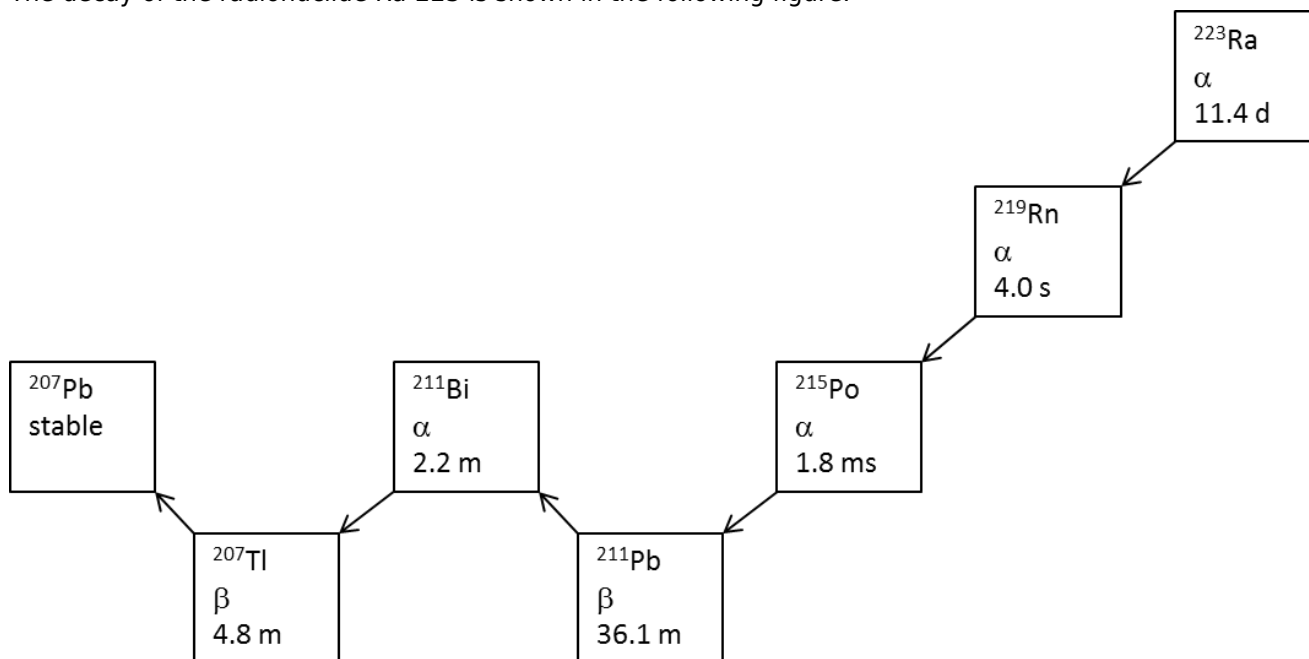 The decay of the radionuclide Ra-223 is shown in the following figure.
²²³Ra
α
11.4 d
²¹⁹Rn
α
4.0 s
²⁰⁷Pb
stable
²¹¹Bi
α
2.2 m
²¹⁵Po
α
1.8 ms
²⁰⁷Tl
β
4.8 m
²¹¹Pb
β
36.1 m